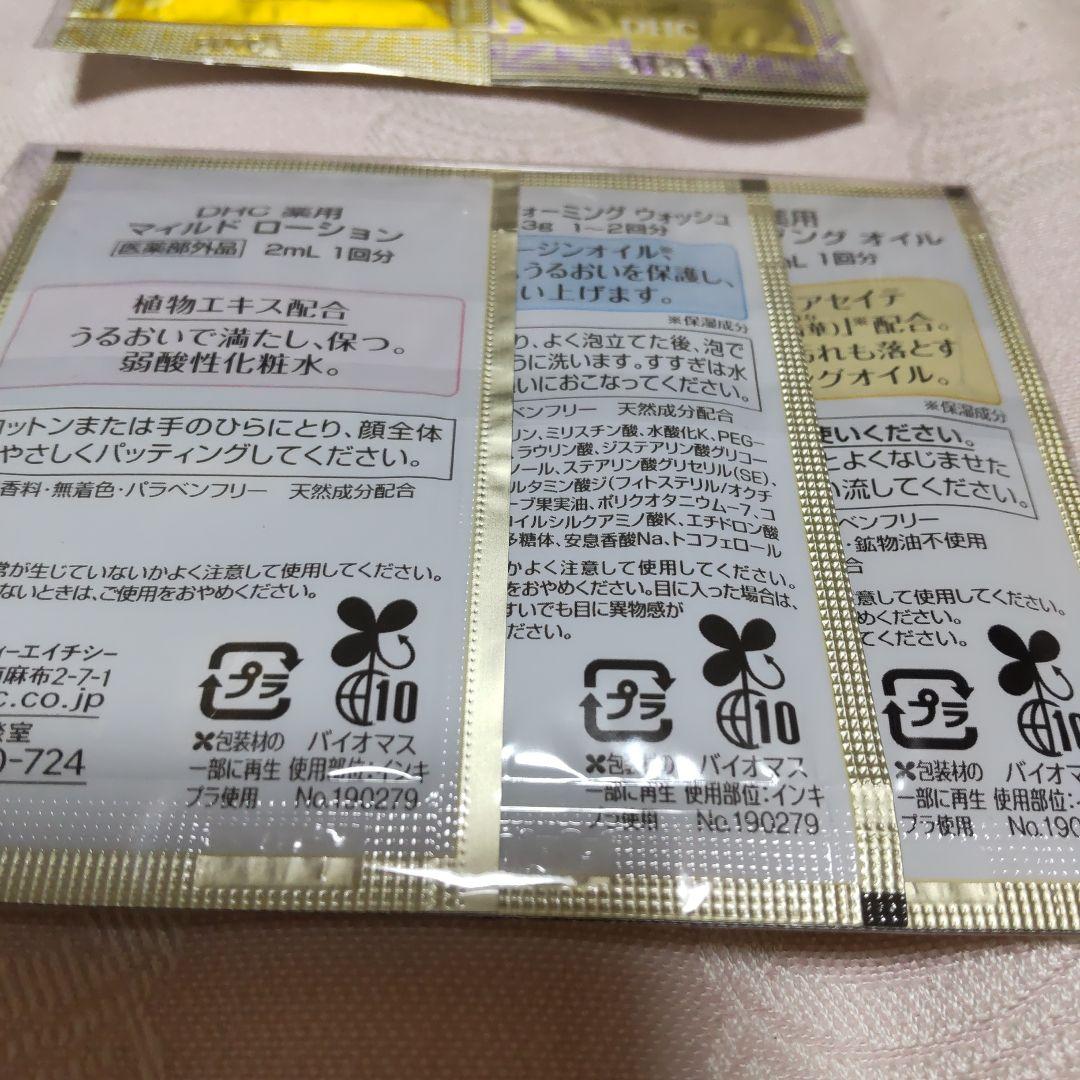 DHC
DHC 薬用
マイルド ローション
医薬部外品 2mL 1回分
植物エキス配合
うるおいで満たし、保つ。
弱酸性化粧水。
コットンまたは手のひらにとり、顔全体
やさしくパッティングしてください。
香料・無着色・パラベンフリー 天然成分配合
常が生じていないかよく注意して使用してください。
ないときは、ご使用をおやめください。
ィーエイチシー
麻布2-7-1
c.co.jp
室
0-724
プラ
10
包装材の バイオマス
一部に再生 使用部位:インキ
プラ使用 No.190279
ォーミング ウォッシュ
3g 1～2回分
ージンオイル※
うるおいを保護し、
い上げます。
※保湿成分
り、よく泡立てた後、泡で
うに洗います。すすぎは水
いにおこなってください。
ベンフリー 天然成分配合
リン、ミリスチン酸、水酸化K、PEG-
ラウリン酸、ジステアリン酸グリコー
ノール、ステアリン酸グリセリル(SE)、
ルタミン酸ジ(フィトステリル/オクチ
ーブ果実油、ポリクオタニウム-7、コ
ロイルシルクアミノ酸K、エチドロン酸
多糖体、安息香酸Na、トコフェロール
かよく注意して使用してください。
をおやめください。目に入った場合は、
すいでも目に異物感が
ださい。
プラ
10
包装材の バイオマス
一部に再生 使用部位:インキ
プラ使用 No.190279
薬用
ング オイル
mL 1回分
アセイテ
華)」※配合。
汚れも落とす
ングオイル。
※保湿成分
使いください。
とよくなじませた
い流してください。
ベンフリー
・鉱物油不使用
合
意して使用してください。
めください。
てください。
プラ
10
包装材の バイオマ
一部に再生 使用部位:
プラ使用 No.190